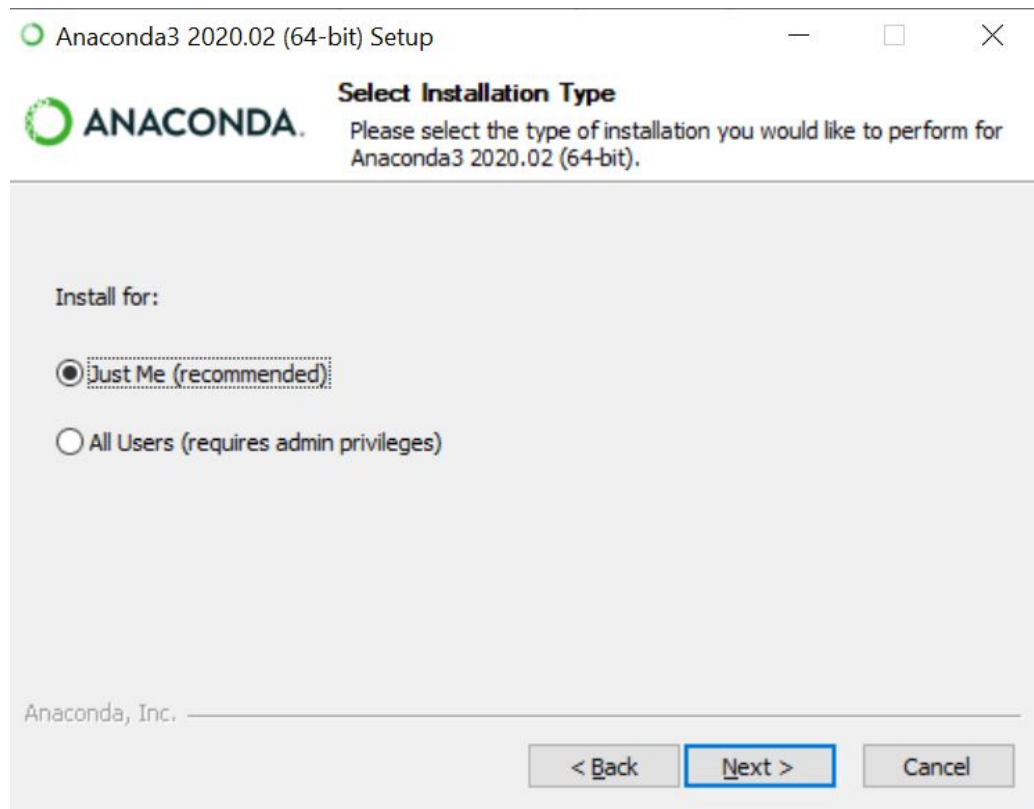 Anaconda3 2020.02 (64-bit) Setup
ANACONDA.
Select Installation Type
Please select the type of installation you would like to perform for
Anaconda3 2020.02 (64-bit).
Install for:
Just Me (recommended)
All Users (requires admin privileges)
Anaconda, Inc.
< Back
Next >
Cancel